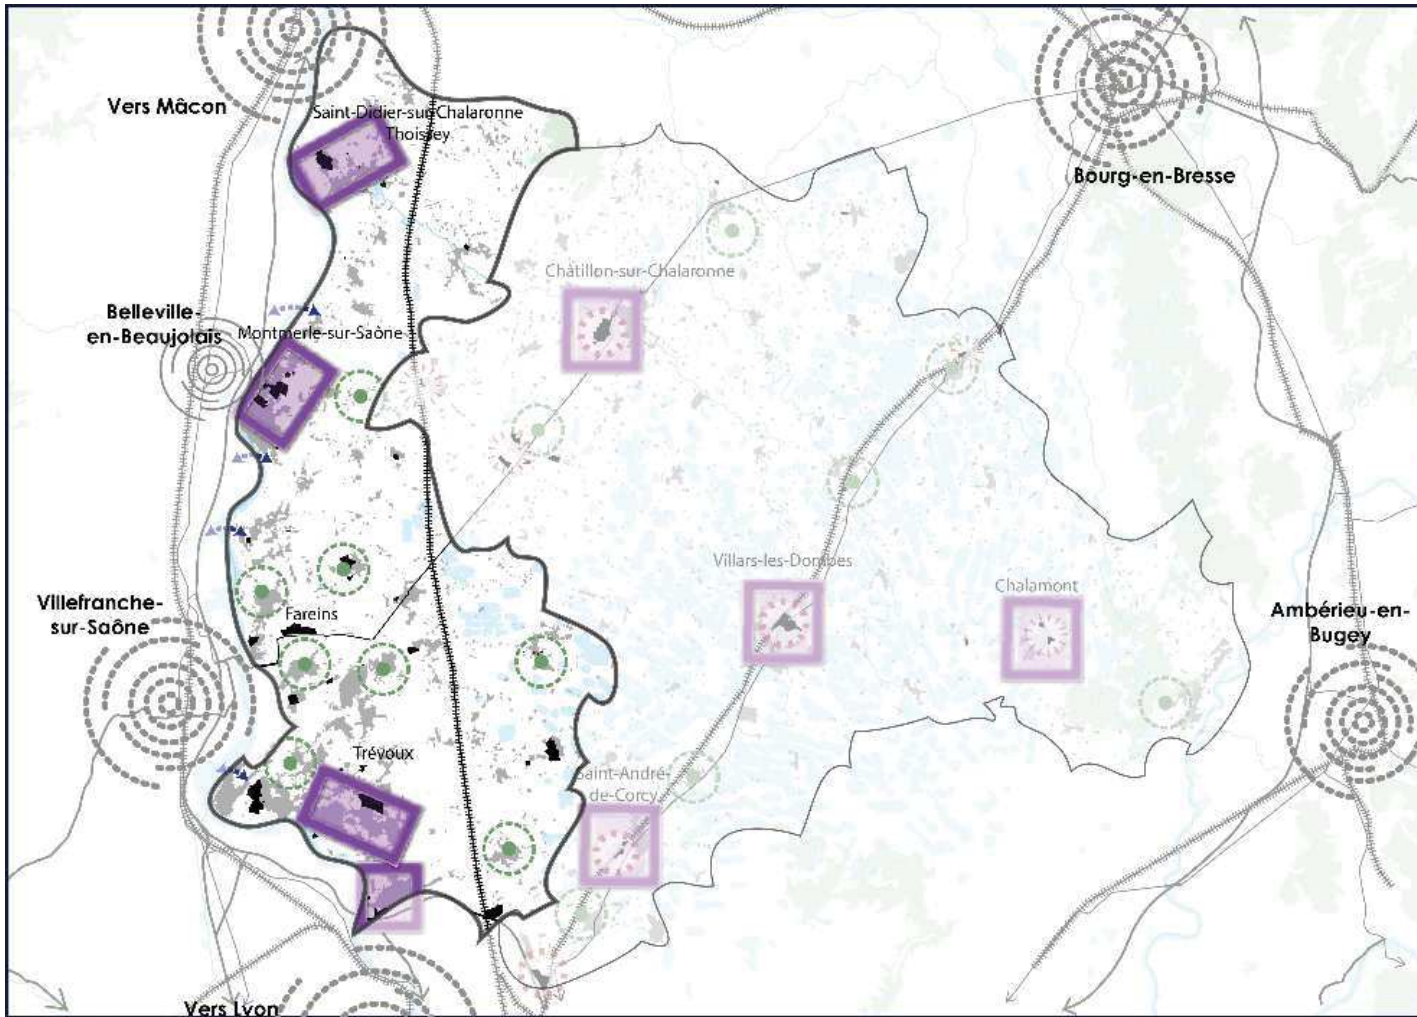 Vers Mâcon
Saint-Didier-sur-Chalaronne
Thoissey
Bourg-en-Bresse
Châtillon-sur-Chalaronne
Belleville-
en-Beaujolais
Montmerle-sur-Saône
Villars-les-Dombes
Chalamont
Villefranche-
sur-Saône
Fareins
Ambérieu-en-
Bugey
Trévoux
Saint-André-
de-Corcy
Vers Lyon